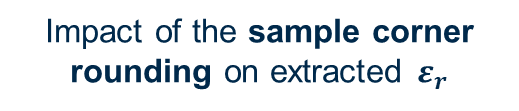 Impact of the sample corner
rounding on extracted εᵣ